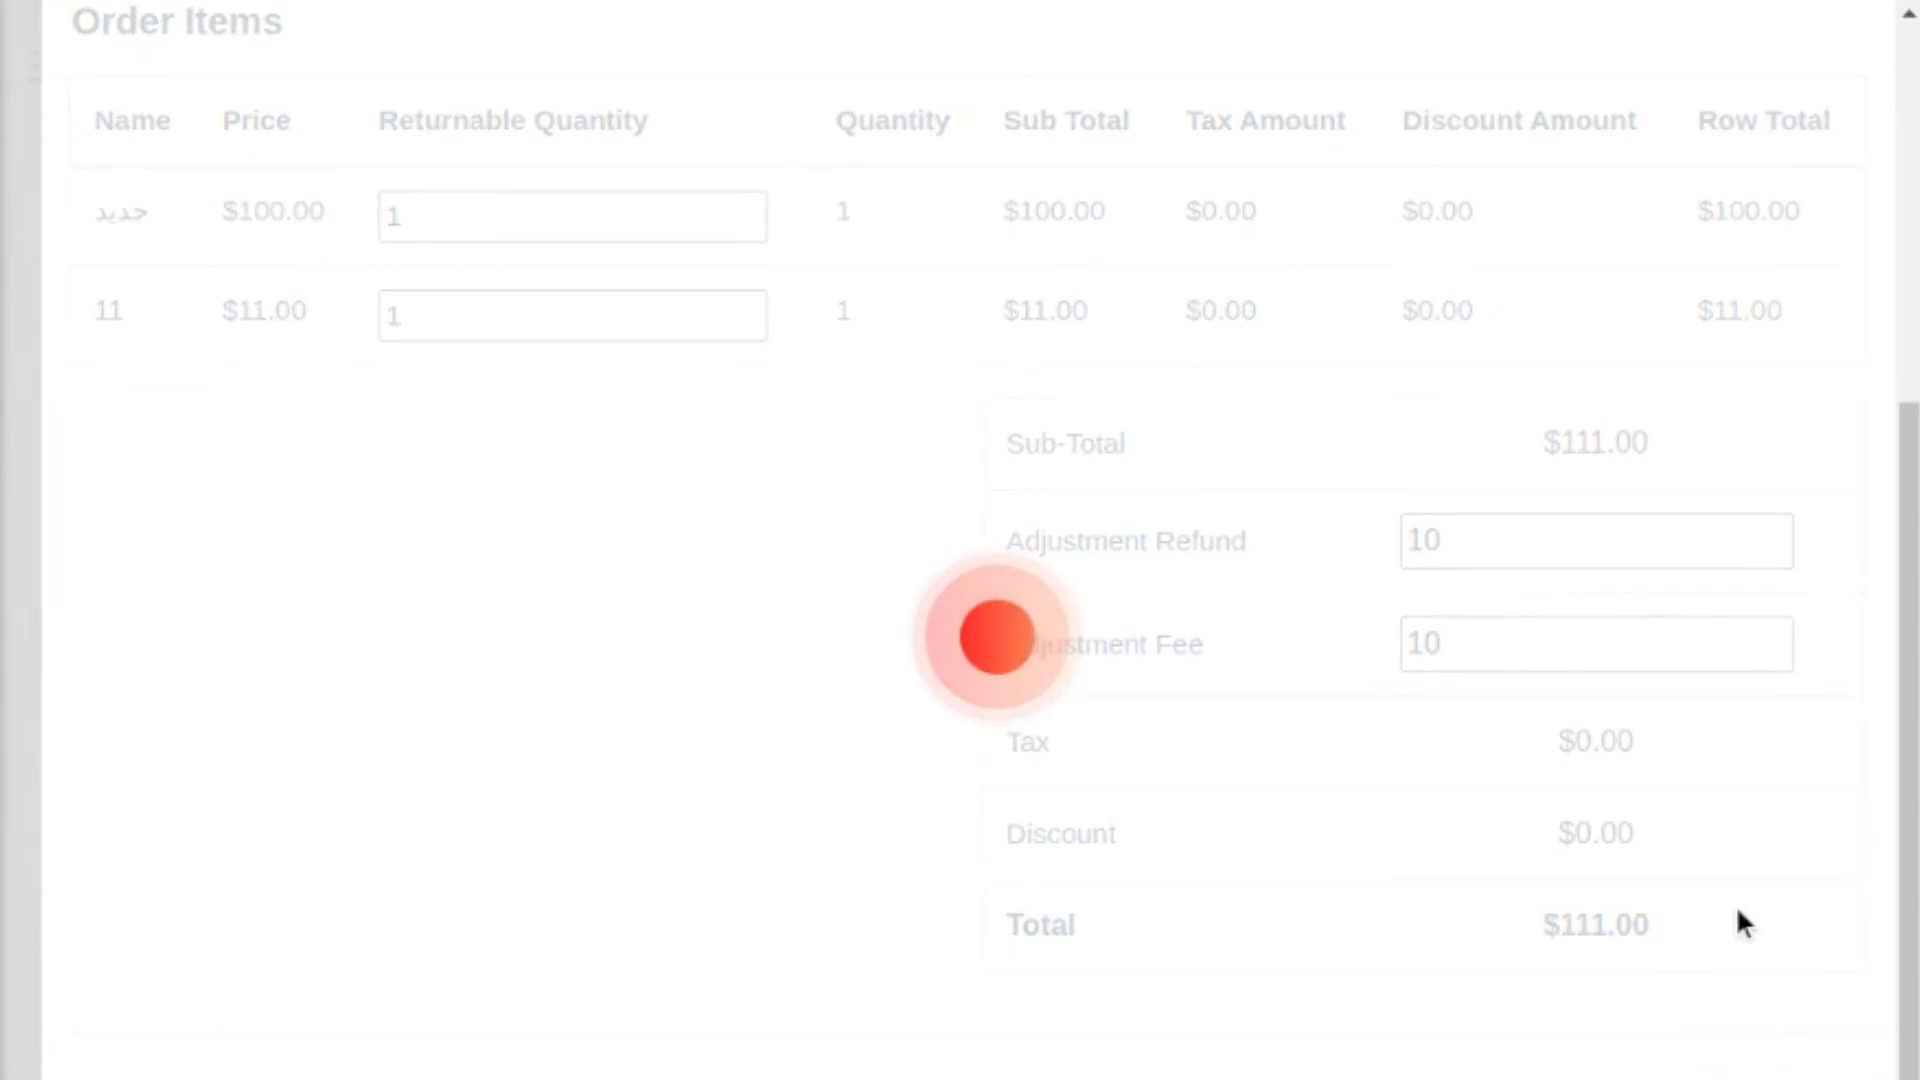 Order Items
Name Price Returnable Quantity Quantity Sub Total Tax Amount Discount Amount Row Total
جديد $100.00 1 1 $100.00 $0.00 $0.00 $100.00
11 $11.00 1 1 $11.00 $0.00 $0.00 $11.00
Sub-Total $111.00
Adjustment Refund 10
Adjustment Fee 10
Tax $0.00
Discount $0.00
Total $111.00